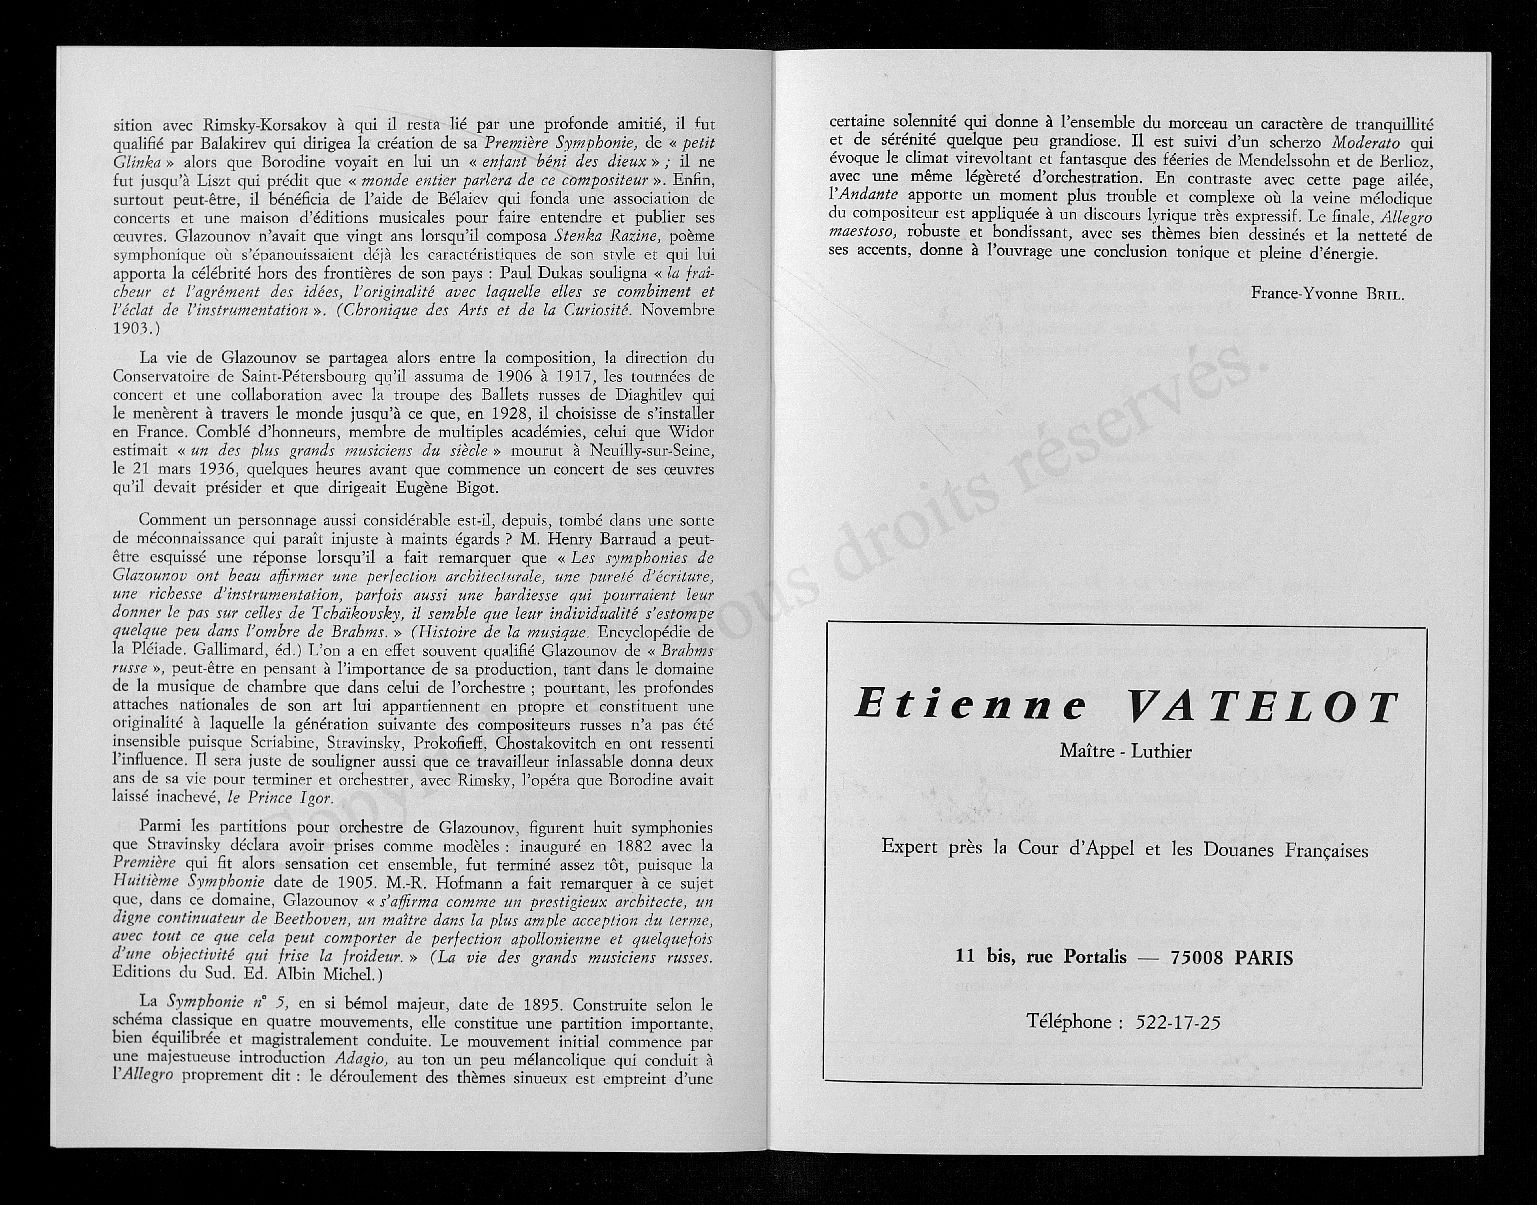 sition avec Rimsky-Korsakov à qui il resta lié par une profonde amitié, il fut
qualifié par Balakirev qui dirigea la création de sa Première Symphonie, de « petit
Glinka » alors que Borodine voyait en lui un « enfant béni des dieux » ; il ne
fut jusqu'à Liszt qui prédit que « monde entier parlera de ce compositeur ». Enfin,
surtout peut-être, il bénéficia de l'aide de Bélaiev qui fonda une association de
concerts et une maison d'éditions musicales pour faire entendre et publier ses
œuvres. Glazounov n'avait que vingt ans lorsqu'il composa Stenka Razine, poème
symphonique où s'épanouissaient déjà les caractéristiques de son style et qui lui
apporta la célébrité hors des frontières de son pays : Paul Dukas souligna « la fraî-
cheur et l'agrément des idées, l'originalité avec laquelle elles se combinent et
l'éclat de l'instrumentation ». (Chronique des Arts et de la Curiosité. Novembre
1903.)
La vie de Glazounov se partagea alors entre la composition, la direction du
Conservatoire de Saint-Pétersbourg qu'il assuma de 1906 à 1917, les tournées de
concert et une collaboration avec la troupe des Ballets russes de Diaghilev qui
le menèrent à travers le monde jusqu'à ce que, en 1928, il choisisse de s'installer
en France. Comblé d'honneurs, membre de multiples académies, celui que Widor
estimait « un des plus grands musiciens du siècle » mourut à Neuilly-sur-Seine,
le 21 mars 1936, quelques heures avant que commence un concert de ses œuvres
qu'il devait présider et que dirigeait Eugène Bigot.
Comment un personnage aussi considérable est-il, depuis, tombé dans une sorte
de méconnaissance qui paraît injuste à maints égards ? M. Henry Barraud a peut-
être esquissé une réponse lorsqu'il a fait remarquer que « Les symphonies de
Glazounov ont beau affirmer une perfection architecturale, une pureté d'écriture,
une richesse d'instrumentation, parfois aussi une hardiesse qui pourraient leur
donner le pas sur celles de Tchaïkovsky, il semble que leur individualité s'estompe
quelque peu dans l'ombre de Brahms. » (Histoire de la musique. Encyclopédie de
la Pléiade. Gallimard, éd.) L'on a en effet souvent qualifié Glazounov de « Brahms
russe », peut-être en pensant à l'importance de sa production, tant dans le domaine
de la musique de chambre que dans celui de l'orchestre ; pourtant, les profondes
attaches nationales de son art lui appartiennent en propre et constituent une
originalité à laquelle la génération suivante des compositeurs russes n'a pas été
insensible puisque Scriabine, Stravinsky, Prokofieff, Chostakovitch en ont ressenti
l'influence. Il sera juste de souligner aussi que ce travailleur inlassable donna deux
ans de sa vie pour terminer et orchestrer, avec Rimsky, l'opéra que Borodine avait
laissé inachevé, le Prince Igor.
Parmi les partitions pour orchestre de Glazounov, figurent huit symphonies
que Stravinsky déclara avoir prises comme modèles : inauguré en 1882 avec la
Première qui fit alors sensation cet ensemble, fut terminé assez tôt, puisque la
Huitième Symphonie date de 1905. M.-R. Hofmann a fait remarquer à ce sujet
que, dans ce domaine, Glazounov « s'affirma comme un prestigieux architecte, un
digne continuateur de Beethoven, un maître dans la plus ample acception du terme,
avec tout ce que cela peut comporter de perfection apollonienne et quelquefois
d'une objectivité qui frise la froideur. » (La vie des grands musiciens russes.
Editions du Sud. Ed. Albin Michel.)
La Symphonie n° 5, en si bémol majeur, date de 1895. Construite selon le
schéma classique en quatre mouvements, elle constitue une partition importante,
bien équilibrée et magistralement conduite. Le mouvement initial commence par
une majestueuse introduction Adagio, au ton un peu mélancolique qui conduit à
l'Allegro proprement dit : le déroulement des thèmes sinueux est empreint d'une
certaine solennité qui donne à l'ensemble du morceau un caractère de tranquillité
et de sérénité quelque peu grandiose. Il est suivi d'un scherzo Moderato qui
évoque le climat virevoltant et fantasque des féeries de Mendelssohn et de Berlioz,
avec une même légèreté d'orchestration. En contraste avec cette page ailée,
l'Andante apporte un moment plus trouble et complexe où la veine mélodique
du compositeur est appliquée à un discours lyrique très expressif. Le finale, Allegro
maestoso, robuste et bondissant, avec ses thèmes bien dessinés et la netteté de
ses accents, donne à l'ouvrage une conclusion tonique et pleine d'énergie.
France-Yvonne BRIL.
Etienne VATELOT
Maître - Luthier
Expert près la Cour d'Appel et les Douanes Françaises
11 bis, rue Portalis — 75008 PARIS
Téléphone : 522-17-25
tous droits réservés.